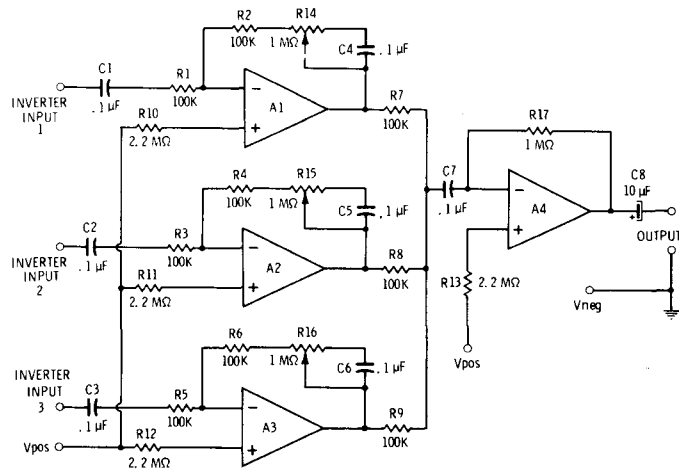 R2
100K
R14
1 MΩ
C4
.1 µF
C1
.1 µF
R1
100K
−
+
A1
INVERTER
INPUT
1
R10
2.2 MΩ
R7
100K
R4
100K
R15
1 MΩ
C5
.1 µF
C2
.1 µF
R3
100K
−
+
A2
INVERTER
INPUT
2
R11
2.2 MΩ
R8
100K
R6
100K
R16
1 MΩ
C6
.1 µF
INVERTER
INPUT
3
C3
.1 µF
R5
100K
−
+
A3
Vpos
R12
2.2 MΩ
R9
100K
R17
1 MΩ
C7
.1 µF
−
+
A4
C8
10 µF
+
OUTPUT
R13
2.2 MΩ
Vneg
Vpos